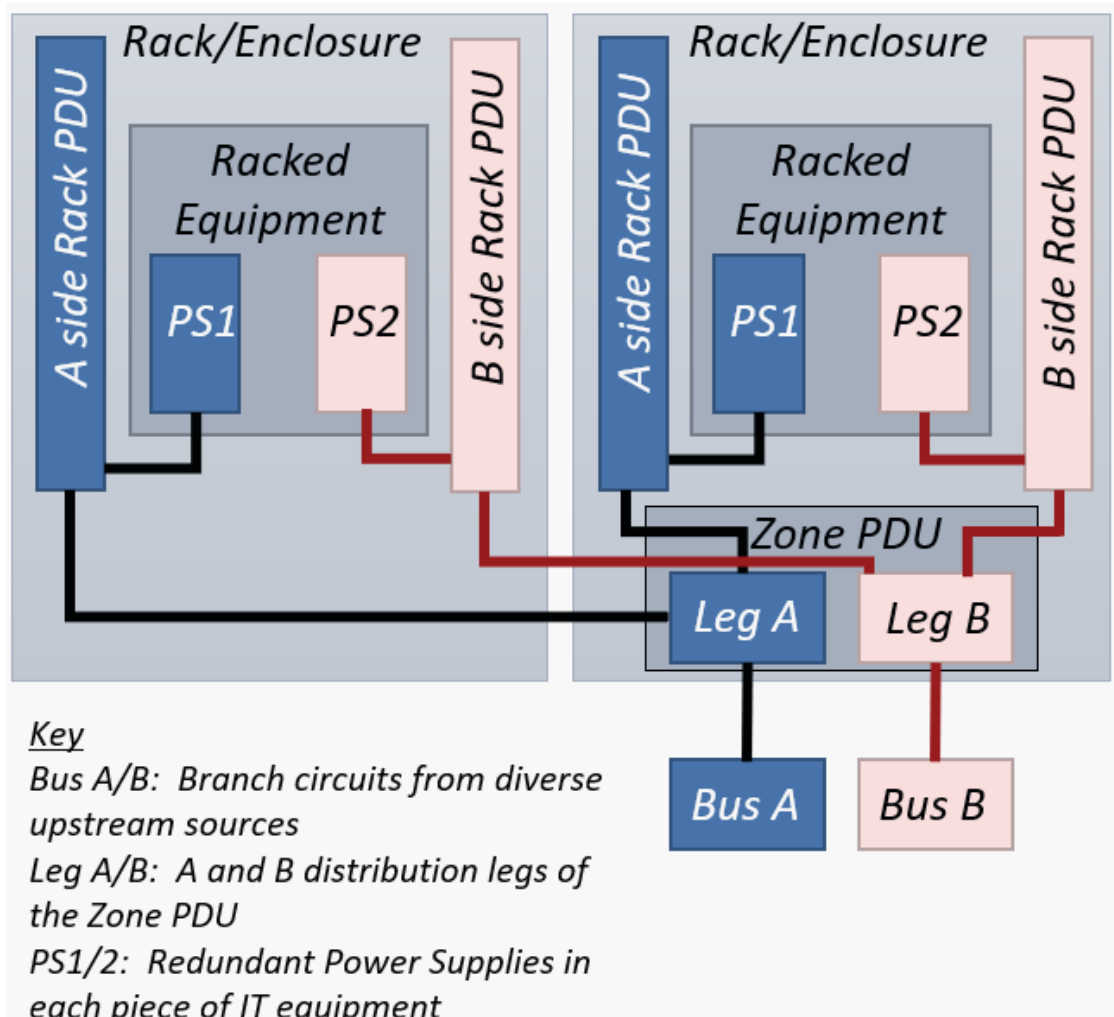 Rack/Enclosure
A side Rack PDU
Racked
Equipment
PS1
PS2
B side Rack PDU
Rack/Enclosure
A side Rack PDU
Racked
Equipment
PS1
PS2
B side Rack PDU
Zone PDU
Leg A
Leg B
Bus A
Bus B
Key
Bus A/B: Branch circuits from diverse
upstream sources
Leg A/B: A and B distribution legs of
the Zone PDU
PS1/2: Redundant Power Supplies in
each piece of IT equipment